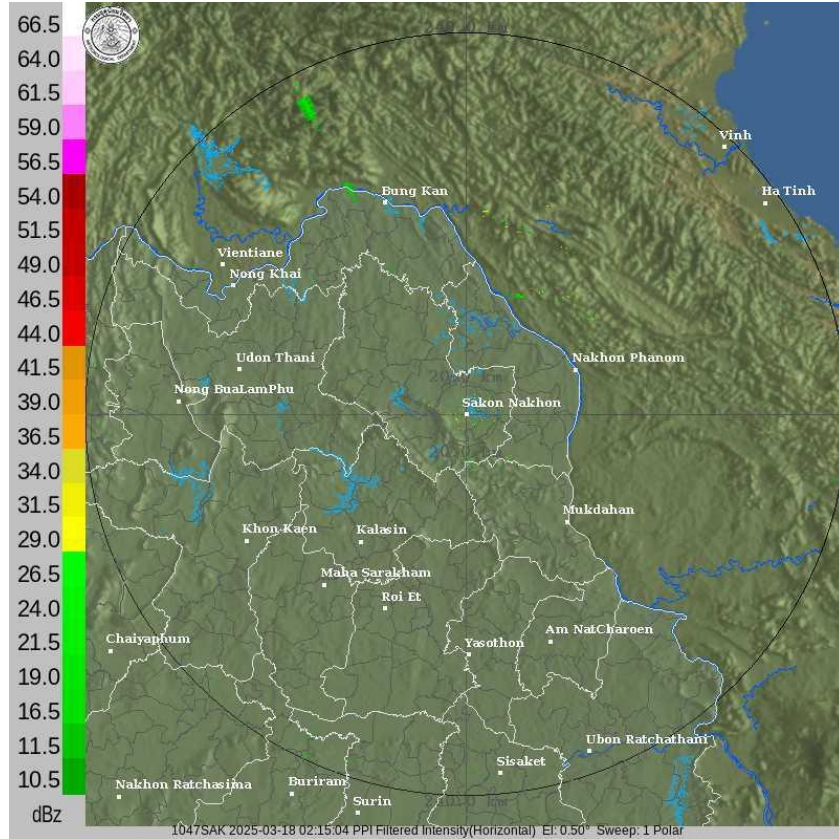 66.5
64.0
61.5
59.0
56.5
54.0
51.5
49.0
46.5
44.0
41.5
39.0
36.5
34.0
31.5
29.0
26.5
24.0
21.5
19.0
16.5
11.5
10.5
dBz
Vinh
Ha Tinh
Bung Kan
Vientiane
Nong Khai
Udon Thani
Nakhon Phanom
Nong BuaLamPhu
Sakon Nakhon
Mukdahan
Khon Kaen
Kalasin
Maha Sarakham
Roi Et
Chaiyaphum
Yasothon
Am NatCharoen
Ubon Ratchathani
Sisaket
Nakhon Ratchasima
Buriram
Surin
1047SAK 2025-03-18 02:15:04 PPI Filtered Intensity(Horizontal) El: 0.50° Sweep: 1 Polar